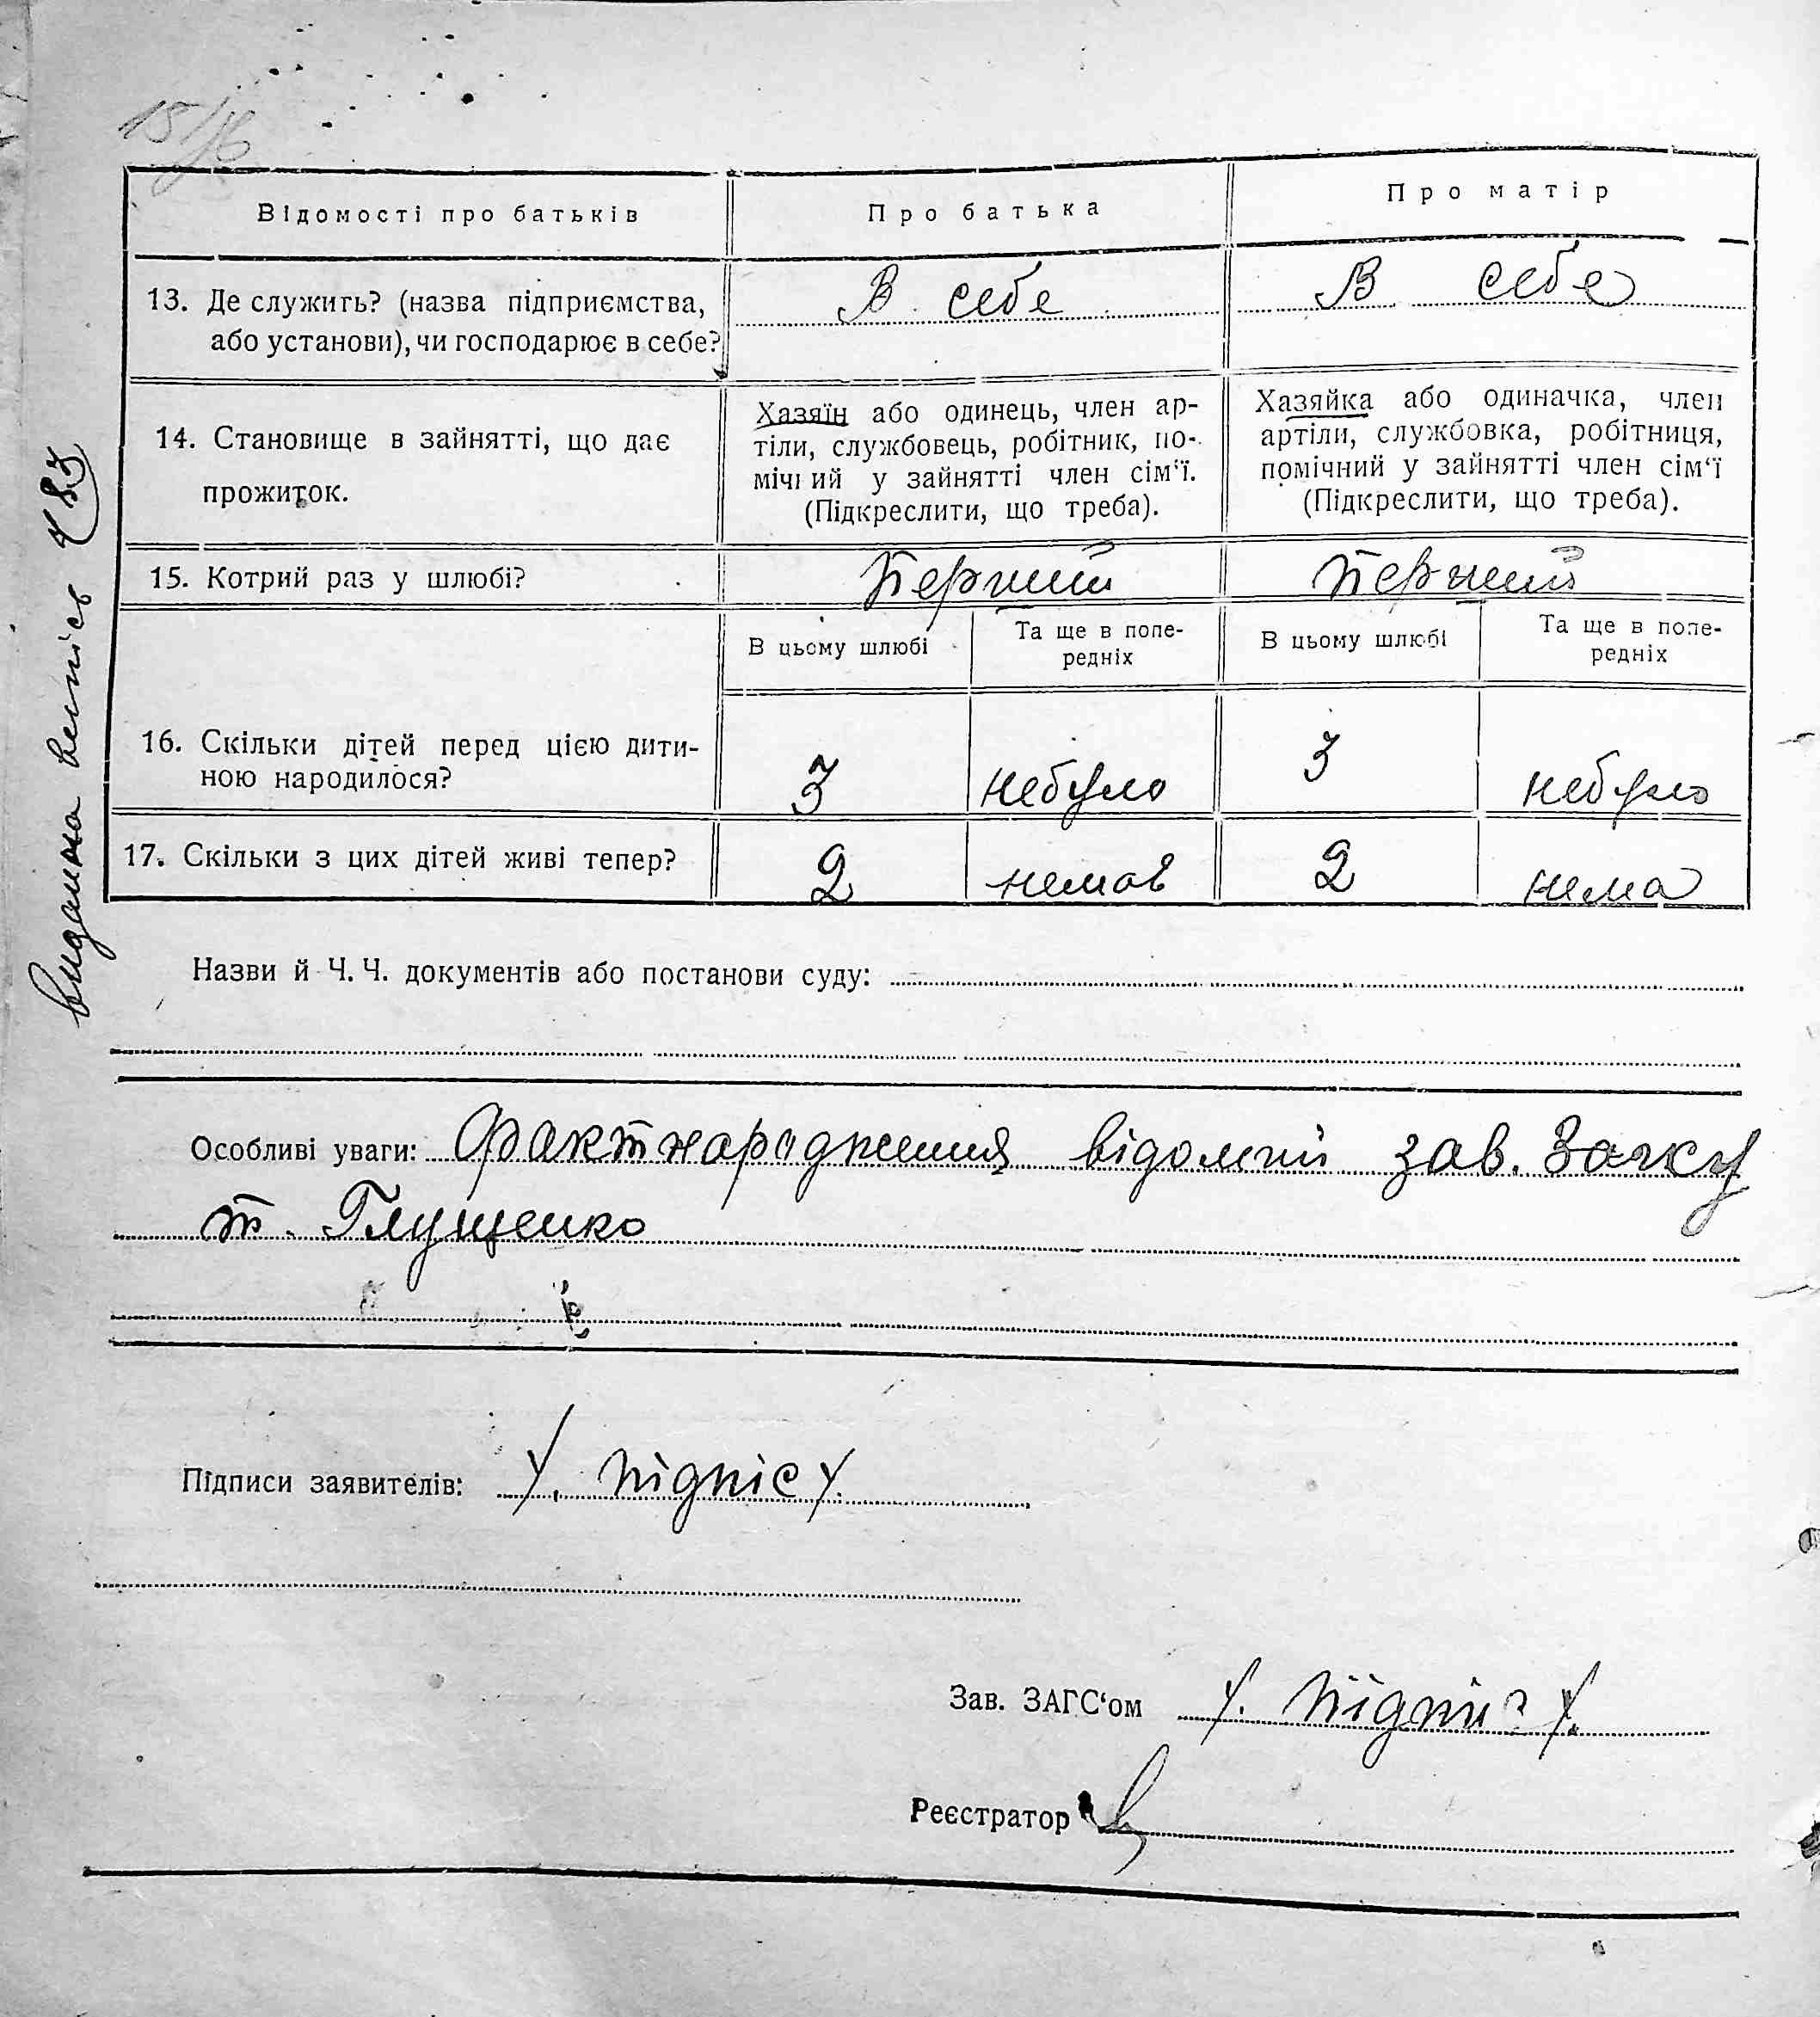 15/16
Відомості про батьків
Про батька
Про матір
13. Де служить? (назва підприємства,
або установи), чи господарює в себе?
В себе
В себе
14. Становище в зайнятті, що дає
прожиток.
Хазяїн або одинець, член ар-
тіли, службовець, робітник, по-
мічний у зайнятті член сім'ї.
(Підкреслити, що треба).
Хазяйка або одиначка, член
артіли, службовка, робітниця,
помічний у зайнятті член сім'ї
(Підкреслити, що треба).
15. Котрий раз у шлюбі?
Перший
Перший
В цьому шлюбі
Та ще в попе-
редніх
В цьому шлюбі
Та ще в попе-
редніх
16. Скільки дітей перед цією дити-
ною народилося?
3
небуло
3
небуло
17. Скільки з цих дітей живі тепер?
2
немає
2
нема
видана випись 483
Назви й Ч. Ч. документів або постанови суду:
Особливі уваги: Факт народження відомий зав. Загсу
т. Глущенко
Підписи заявителів: /. підпіс /.
Зав. ЗАГС'ом /. підпіс /.
Реєстратор